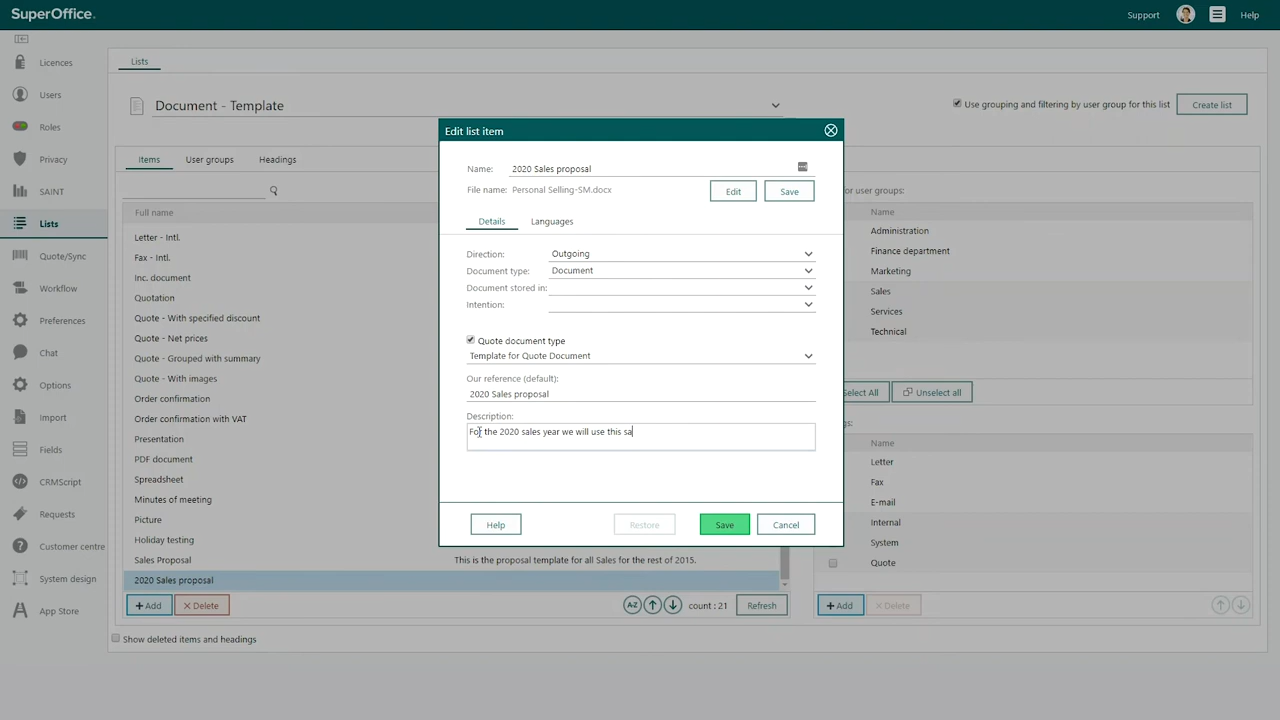 SuperOffice
Support
Help
Licences
Users
Roles
Privacy
SAINT
Lists
Quote/Sync
Workflow
Preferences
Chat
Options
Import
Fields
CRMScript
Requests
Customer centre
System design
App Store
Lists
Document - Template
Use grouping and filtering by user group for this list
Create list
Items
User groups
Headings
Full name
Letter - Intl.
Fax - Intl.
Inc. document
Quotation
Quote - With specified discount
Quote - Net prices
Quote - Grouped with summary
Quote - With images
Order confirmation
Order confirmation with VAT
Presentation
PDF document
Spreadsheet
Minutes of meeting
Picture
Holiday testing
Sales Proposal
This is the proposal template for all Sales for the rest of 2015.
2020 Sales proposal
Add
Delete
A-Z
count : 21
Refresh
Show deleted items and headings
Edit list item
Name: 2020 Sales proposal
File name: Personal Selling-SM.docx
Edit
Save
Details
Languages
Direction: Outgoing
Document type: Document
Document stored in:
Intention:
Quote document type
Template for Quote Document
Our reference (default):
2020 Sales proposal
Description:
For the 2020 sales year we will use this sa
Help
Restore
Save
Cancel
for user groups:
Name
Administration
Finance department
Marketing
Sales
Services
Technical
Select All
Unselect all
gs:
Name
Letter
Fax
E-mail
Internal
System
Quote
Add
Delete